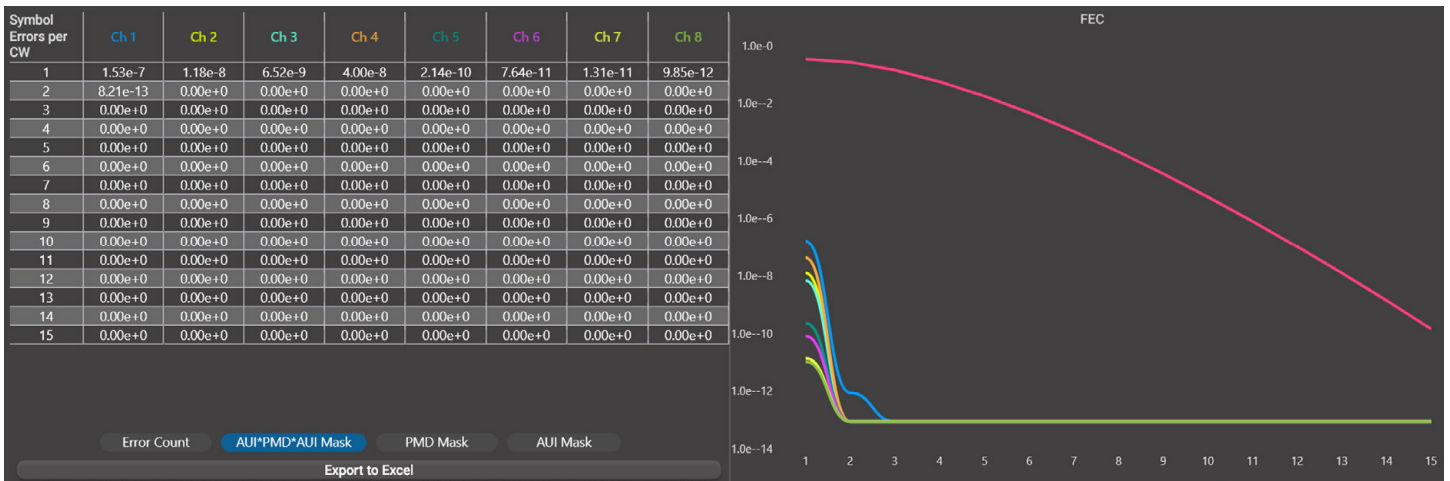 Symbol Errors per CW Ch 1 Ch 2 Ch 3 Ch 4 Ch 5 Ch 6 Ch 7 Ch 8
1 1.53e-7 1.18e-8 6.52e-9 4.00e-8 2.14e-10 7.64e-11 1.31e-11 9.85e-12
2 8.21e-13 0.00e+0 0.00e+0 0.00e+0 0.00e+0 0.00e+0 0.00e+0 0.00e+0
3 0.00e+0 0.00e+0 0.00e+0 0.00e+0 0.00e+0 0.00e+0 0.00e+0 0.00e+0
4 0.00e+0 0.00e+0 0.00e+0 0.00e+0 0.00e+0 0.00e+0 0.00e+0 0.00e+0
5 0.00e+0 0.00e+0 0.00e+0 0.00e+0 0.00e+0 0.00e+0 0.00e+0 0.00e+0
6 0.00e+0 0.00e+0 0.00e+0 0.00e+0 0.00e+0 0.00e+0 0.00e+0 0.00e+0
7 0.00e+0 0.00e+0 0.00e+0 0.00e+0 0.00e+0 0.00e+0 0.00e+0 0.00e+0
8 0.00e+0 0.00e+0 0.00e+0 0.00e+0 0.00e+0 0.00e+0 0.00e+0 0.00e+0
9 0.00e+0 0.00e+0 0.00e+0 0.00e+0 0.00e+0 0.00e+0 0.00e+0 0.00e+0
10 0.00e+0 0.00e+0 0.00e+0 0.00e+0 0.00e+0 0.00e+0 0.00e+0 0.00e+0
11 0.00e+0 0.00e+0 0.00e+0 0.00e+0 0.00e+0 0.00e+0 0.00e+0 0.00e+0
12 0.00e+0 0.00e+0 0.00e+0 0.00e+0 0.00e+0 0.00e+0 0.00e+0 0.00e+0
13 0.00e+0 0.00e+0 0.00e+0 0.00e+0 0.00e+0 0.00e+0 0.00e+0 0.00e+0
14 0.00e+0 0.00e+0 0.00e+0 0.00e+0 0.00e+0 0.00e+0 0.00e+0 0.00e+0
15 0.00e+0 0.00e+0 0.00e+0 0.00e+0 0.00e+0 0.00e+0 0.00e+0 0.00e+0
Error Count AUI*PMD*AUI Mask PMD Mask AUI Mask
Export to Excel
FEC
1.0e-0
1.0e--2
1.0e--4
1.0e--6
1.0e--8
1.0e--10
1.0e--12
1.0e--14
1 2 3 4 5 6 7 8 9 10 11 12 13 14 15